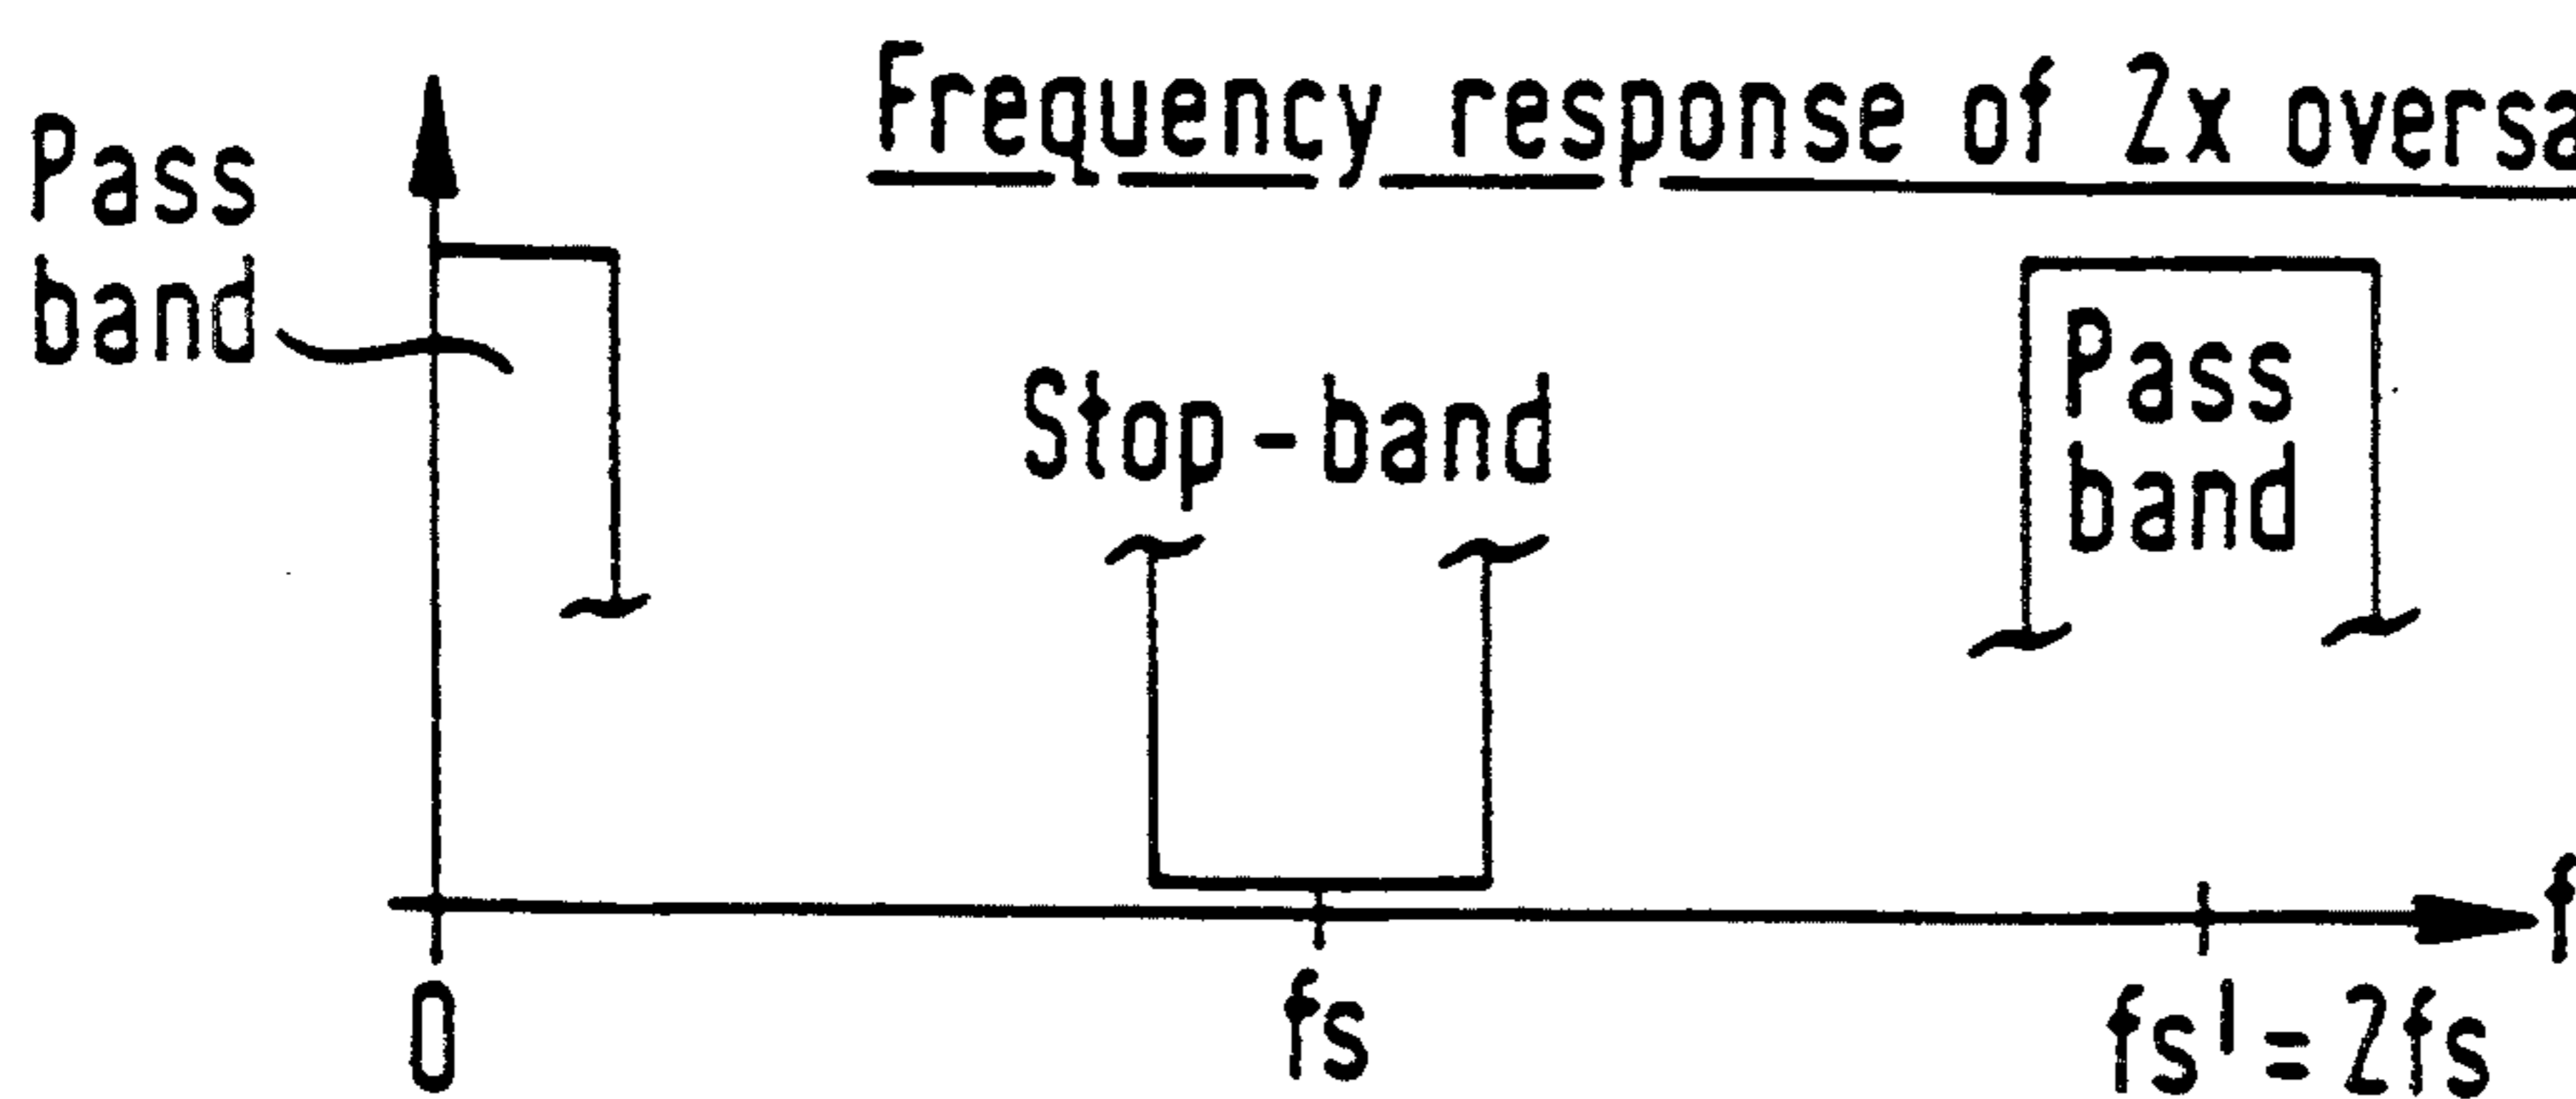 Frequency response of 2x oversa
Pass
band
Stop-band
Pass
band
f
0
fs
fs' = 2fs